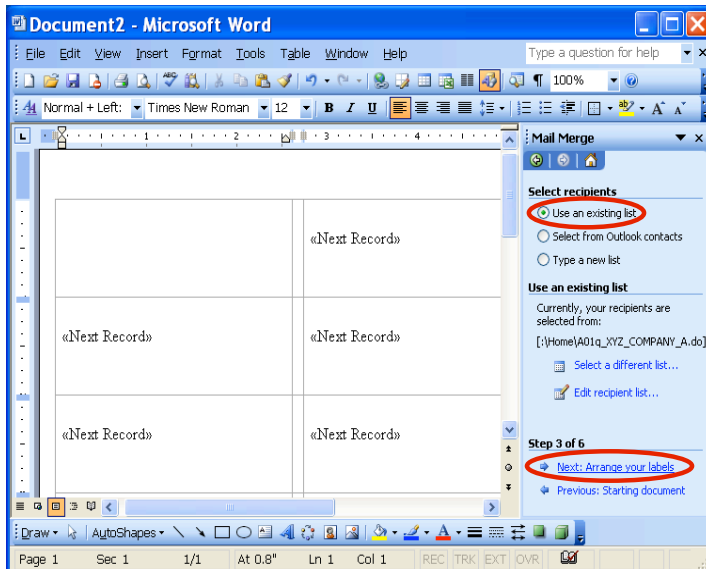 Document2 - Microsoft Word
File Edit View Insert Format Tools Table Window Help Type a question for help
100%
Normal + Left: Times New Roman 12 B I U
1 2 3 4
Mail Merge
Select recipients
Use an existing list
Select from Outlook contacts
Type a new list
Use an existing list
Currently, your recipients are
selected from:
[:\Home\A01q_XYZ_COMPANY_A.do]
Select a different list...
Edit recipient list...
«Next Record»
«Next Record» «Next Record»
«Next Record» «Next Record»
Step 3 of 6
Next: Arrange your labels
Previous: Starting document
Draw AutoShapes
Page 1 Sec 1 1/1 At 0.8" Ln 1 Col 1 REC TRK EXT OVR